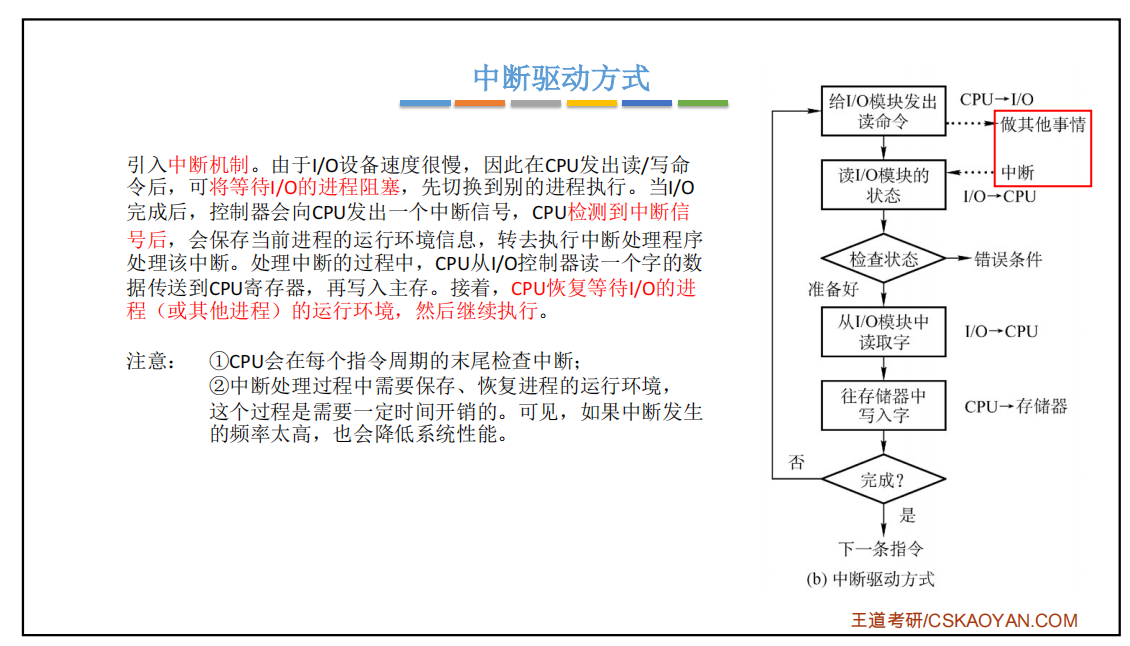 中断驱动方式
引入中断机制。由于I/O设备速度很慢，因此在CPU发出读/写命
令后，可将等待I/O的进程阻塞，先切换到别的进程执行。当I/O
完成后，控制器会向CPU发出一个中断信号，CPU检测到中断信
号后，会保存当前进程的运行环境信息，转去执行中断处理程序
处理该中断。处理中断的过程中，CPU从I/O控制器读一个字的数
据传送到CPU寄存器，再写入主存。接着，CPU恢复等待I/O的进
程（或其他进程）的运行环境，然后继续执行。
注意： ①CPU会在每个指令周期的末尾检查中断；
②中断处理过程中需要保存、恢复进程的运行环境，
这个过程是需要一定时间开销的。可见，如果中断发生
的频率太高，也会降低系统性能。
给I/O模块发出
读命令
CPU→I/O
做其他事情
读I/O模块的
状态
中断
I/O→CPU
检查状态
错误条件
准备好
从I/O模块中
读取字
I/O→CPU
往存储器中
写入字
CPU→存储器
否
完成?
是
下一条指令
(b) 中断驱动方式
王道考研/CSKAOYAN.COM